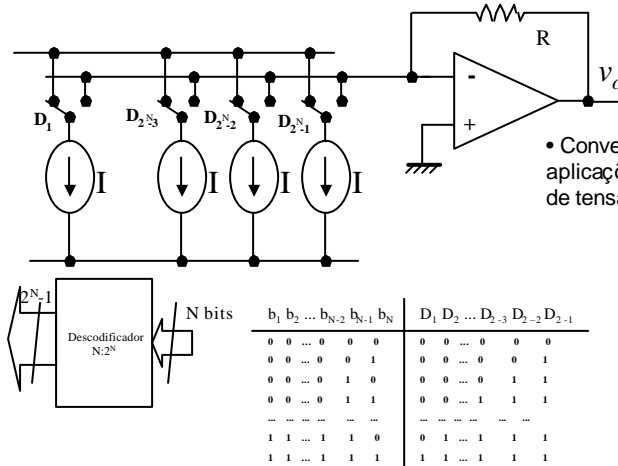 R
-
v
+
D₁ D₂ᴺ₋₃ D₂ᴺ₋₂ D₂ᴺ₋₁
I I I I
• Conve
aplicaçõ
de tensã
2ᴺ-1
N bits
Descodificador
N:2ᴺ
b₁ b₂ ... b_N-2 b_N-1 b_N D₁ D₂ ... D₂₋₃ D₂₋₂ D₂₋₁
0 0 ... 0 0 0 0 0 ... 0 0 0
0 0 ... 0 0 1 0 0 ... 0 0 1
0 0 ... 0 1 0 0 0 ... 0 1 1
0 0 ... 0 1 1 0 0 ... 0 1 1
... ... ... ... ... ... ... ... ... ... ... ...
1 1 ... 1 1 0 0 1 ... 1 1 1
1 1 ... 1 1 1 1 1 ... 1 1 1